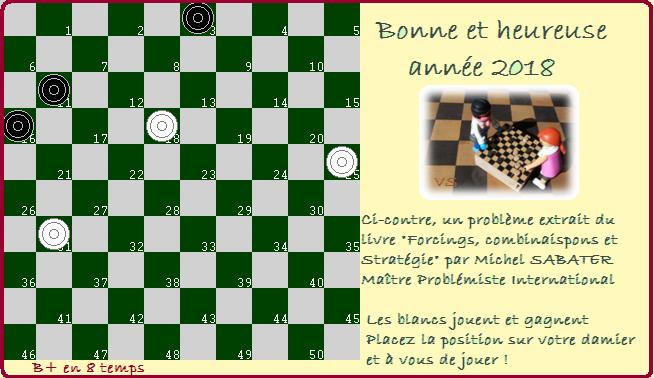 Bonne et heureuse
année 2018
1 2 3 4 5
6 7 8 9 10
11 12 13 14 15
16 17 18 19 20
21 22 23 24 25
26 27 28 29 30
31 32 33 34 35
36 37 38 39 40
41 42 43 44 45
46 47 48 49 50
B+ en 8 temps
VS
Ci-contre, un problème extrait du
livre "Forcings, combinaispons et
Stratégie" par Michel SABATER
Maître Problémiste International
Les blancs jouent et gagnent
Placez la position sur votre damier
et à vous de jouer !